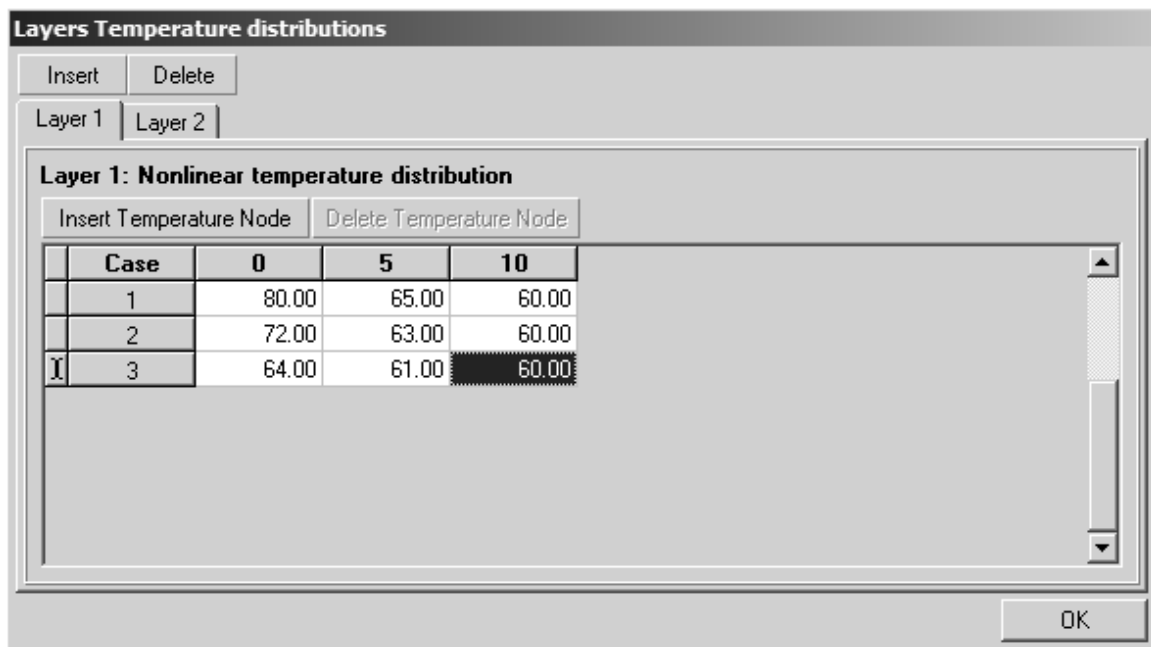 Layers Temperature distributions
Insert Delete
Layer 1 Layer 2
Layer 1: Nonlinear temperature distribution
Insert Temperature Node Delete Temperature Node
Case 0 5 10
1 80.00 65.00 60.00
2 72.00 63.00 60.00
3 64.00 61.00 60.00
OK